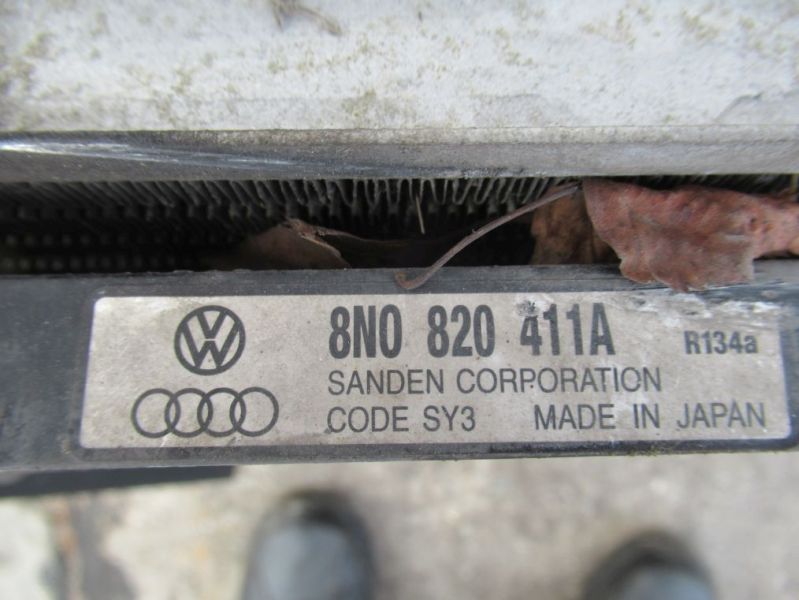 8N0 820 411A R134a
SANDEN CORPORATION
CODE SY3 MADE IN JAPAN